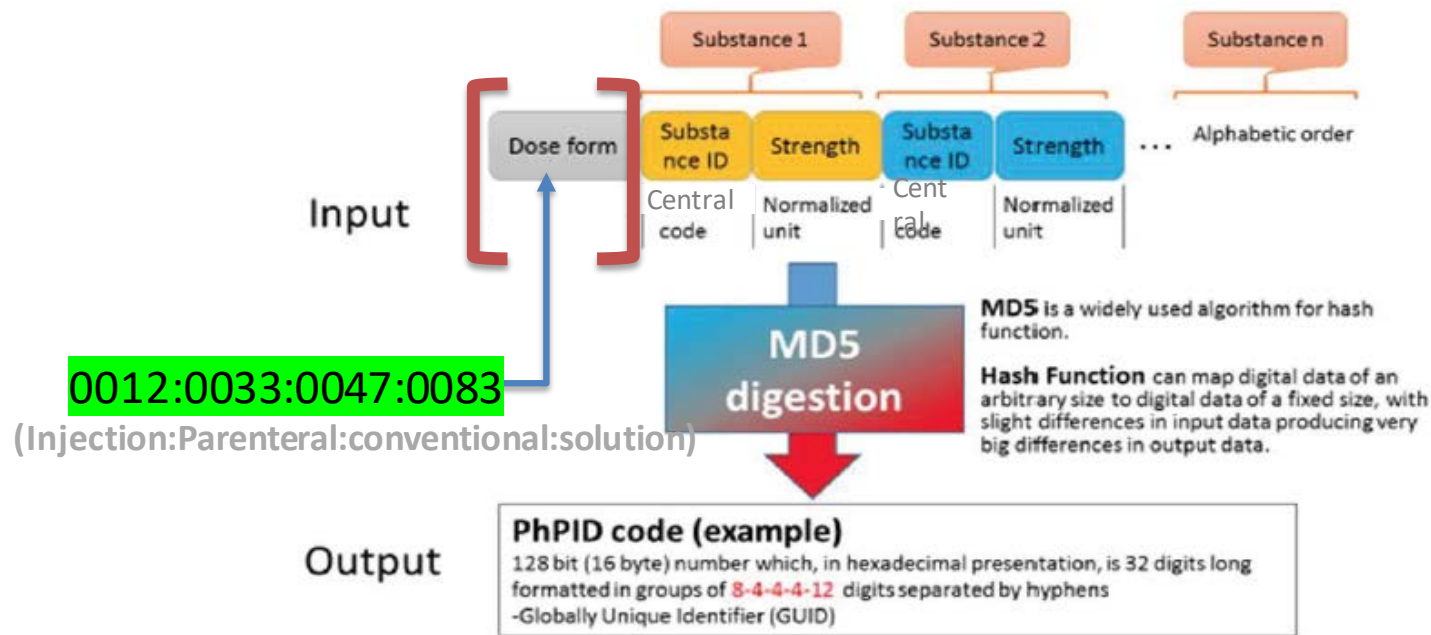 Substance 1
Substance 2
Substance n
Dose form
Substa
nce ID
Strength
Substa
nce ID
Strength
...
Alphabetic order
Input
Central
code
Normalized
unit
Cent
ral
code
Normalized
unit
MD5
digestion
MD5 is a widely used algorithm for hash
function.
Hash Function can map digital data of an
arbitrary size to digital data of a fixed size, with
slight differences in input data producing very
big differences in output data.
0012:0033:0047:0083
(Injection:Parenteral:conventional:solution)
Output
PhPID code (example)
128 bit (16 byte) number which, in hexadecimal presentation, is 32 digits long
formatted in groups of 8-4-4-4-12 digits separated by hyphens
-Globally Unique Identifier (GUID)